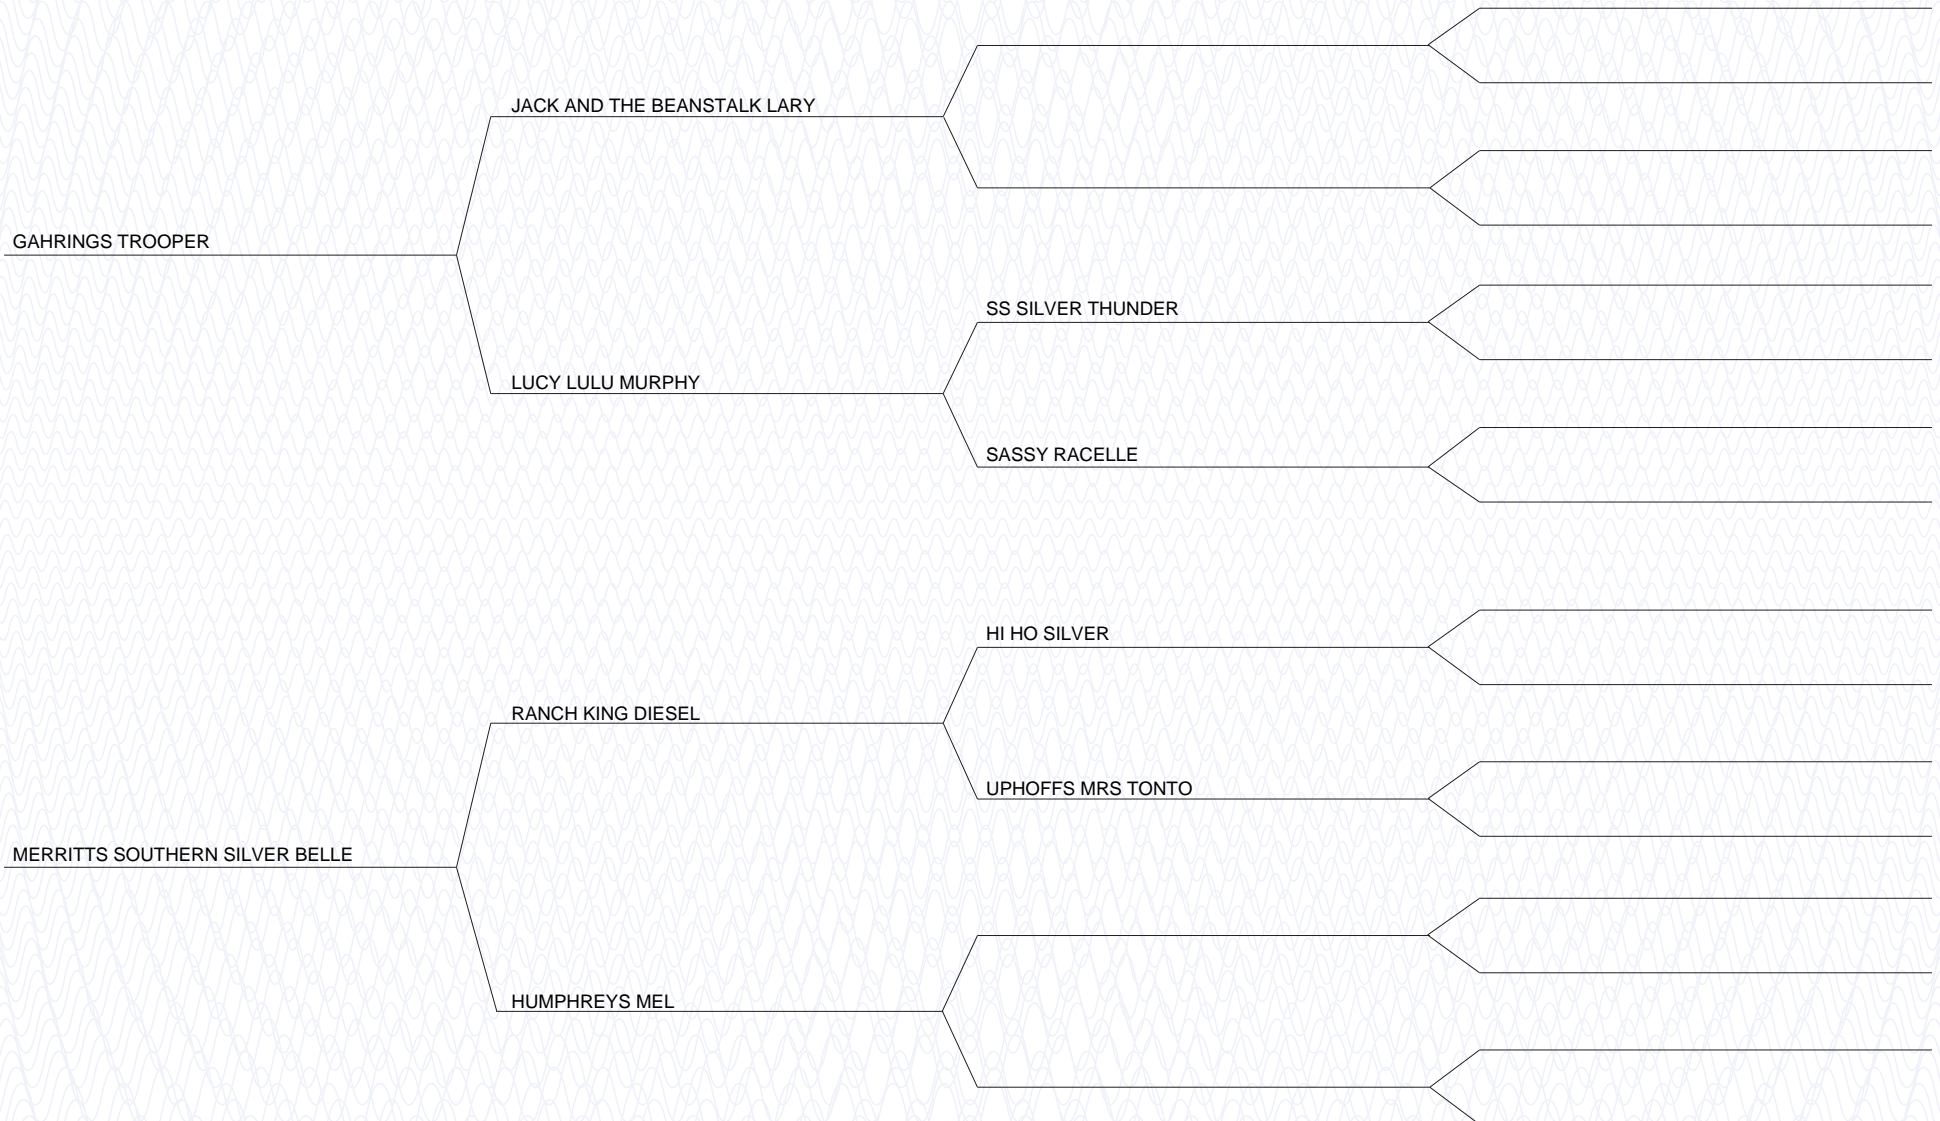 JACK AND THE BEANSTALK LARY
GAHRINGS TROOPER
SS SILVER THUNDER
LUCY LULU MURPHY
SASSY RACELLE
HI HO SILVER
RANCH KING DIESEL
UPHOFFS MRS TONTO
MERRITTS SOUTHERN SILVER BELLE
HUMPHREYS MEL